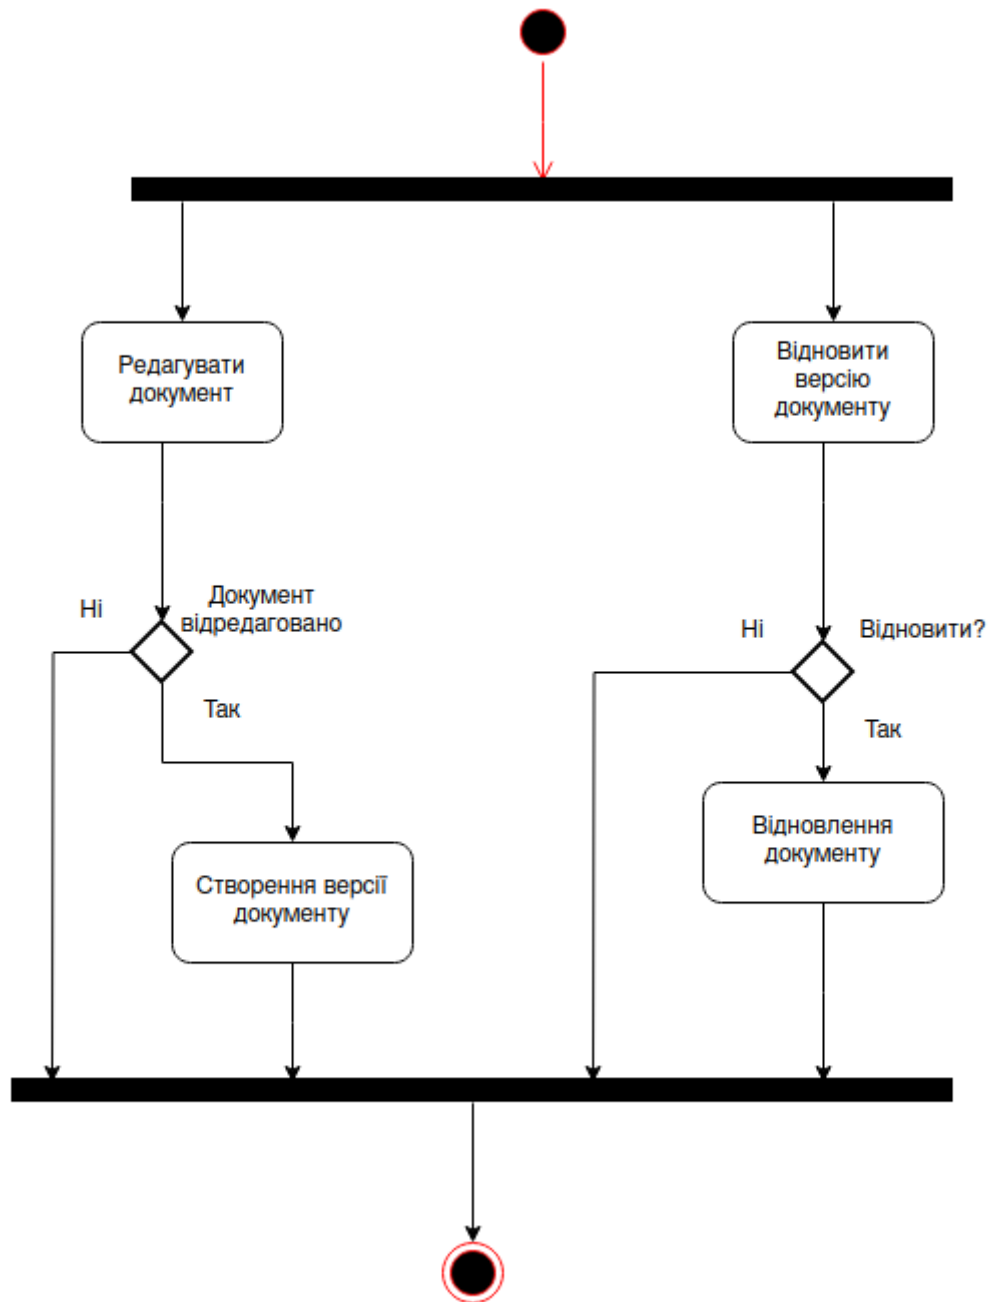 Редагувати
документ
Відновити
версію
документу
Ні
Документ
відредаговано
Так
Ні
Відновити?
Так
Створення версії
документу
Відновлення
документу